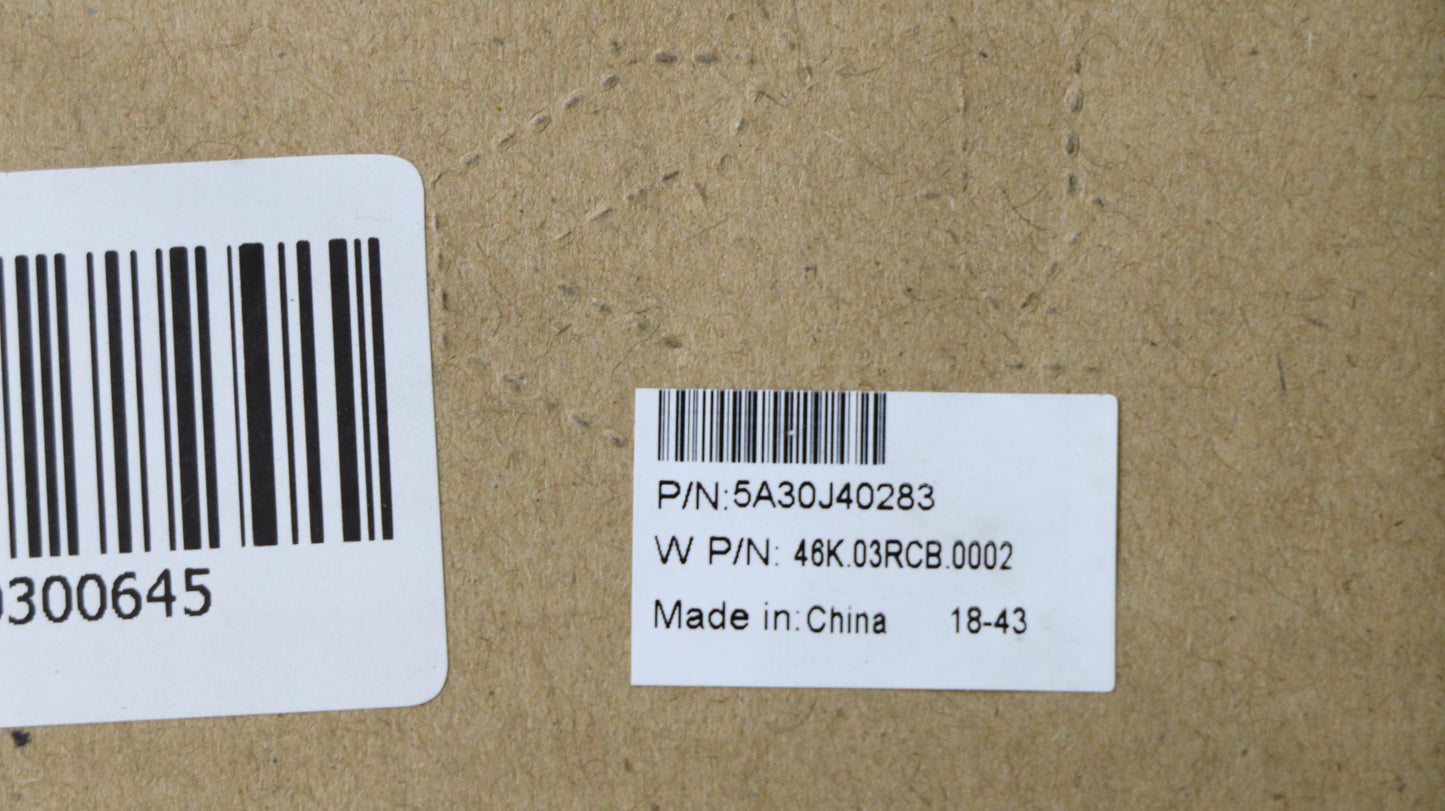 0300645
P/N:5A30J40283
W P/N: 46K.03RCB.0002
Made in:China 18-43